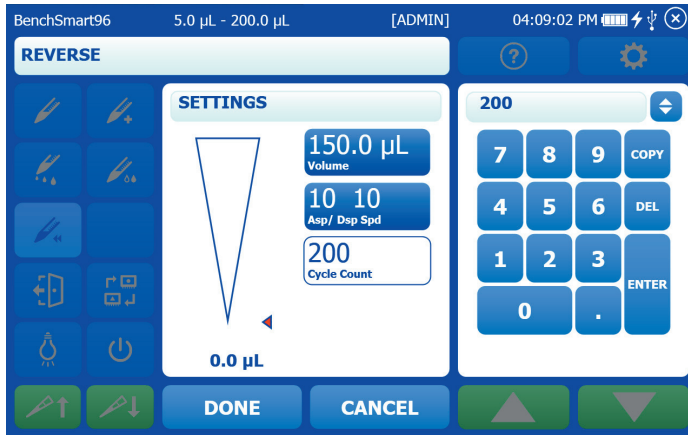 BenchSmart96 5.0 µL - 200.0 µL [ADMIN] 04:09:02 PM
REVERSE
?
SETTINGS
150.0 µL
Volume
10 10
Asp/ Dsp Spd
200
Cycle Count
0.0 µL
200
7 8 9 COPY
4 5 6 DEL
1 2 3
ENTER
0 .
DONE CANCEL